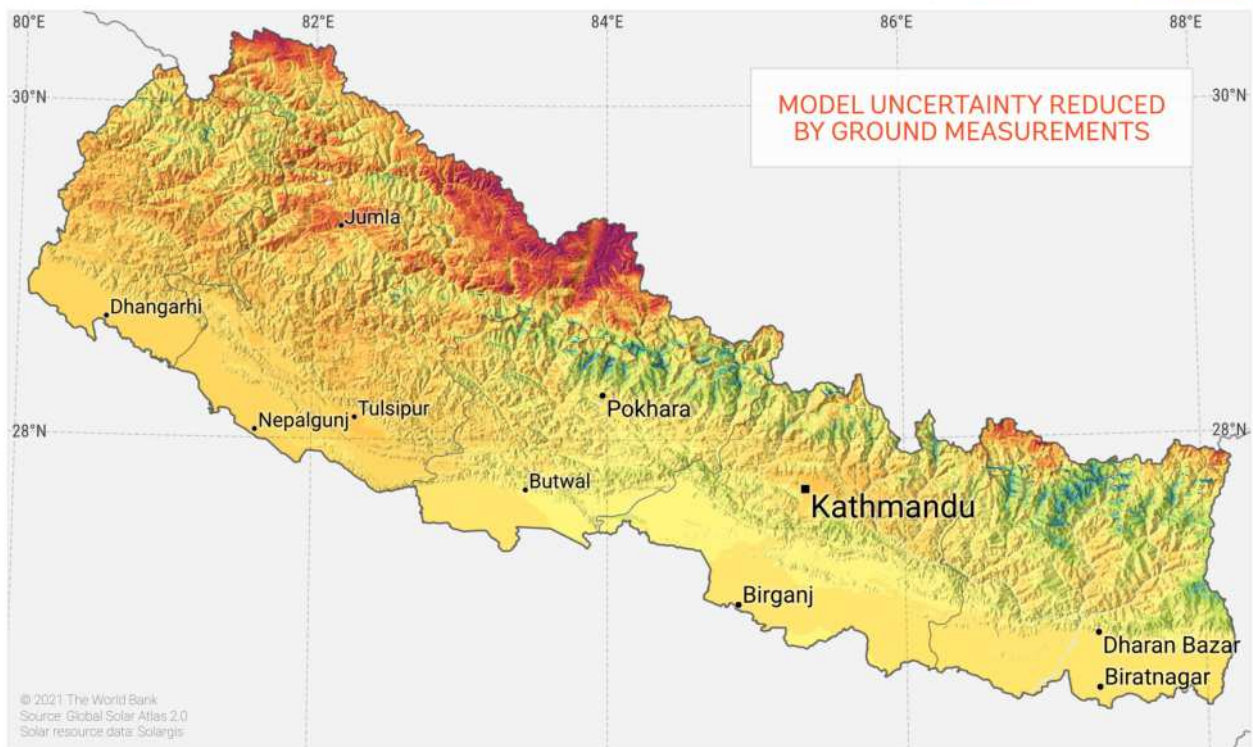 80°E
82°E
84°E
86°E
88°E
30°N
30°N
MODEL UNCERTAINTY REDUCED
BY GROUND MEASUREMENTS
Jumla
Dhangarhi
Nepalgunj
Tulsipur
Pokhara
28°N
28°N
Butwal
Kathmandu
Birganj
Dharan Bazar
Biratnagar
© 2021 The World Bank
Source: Global Solar Atlas 2.0
Solar resource data: Solargis